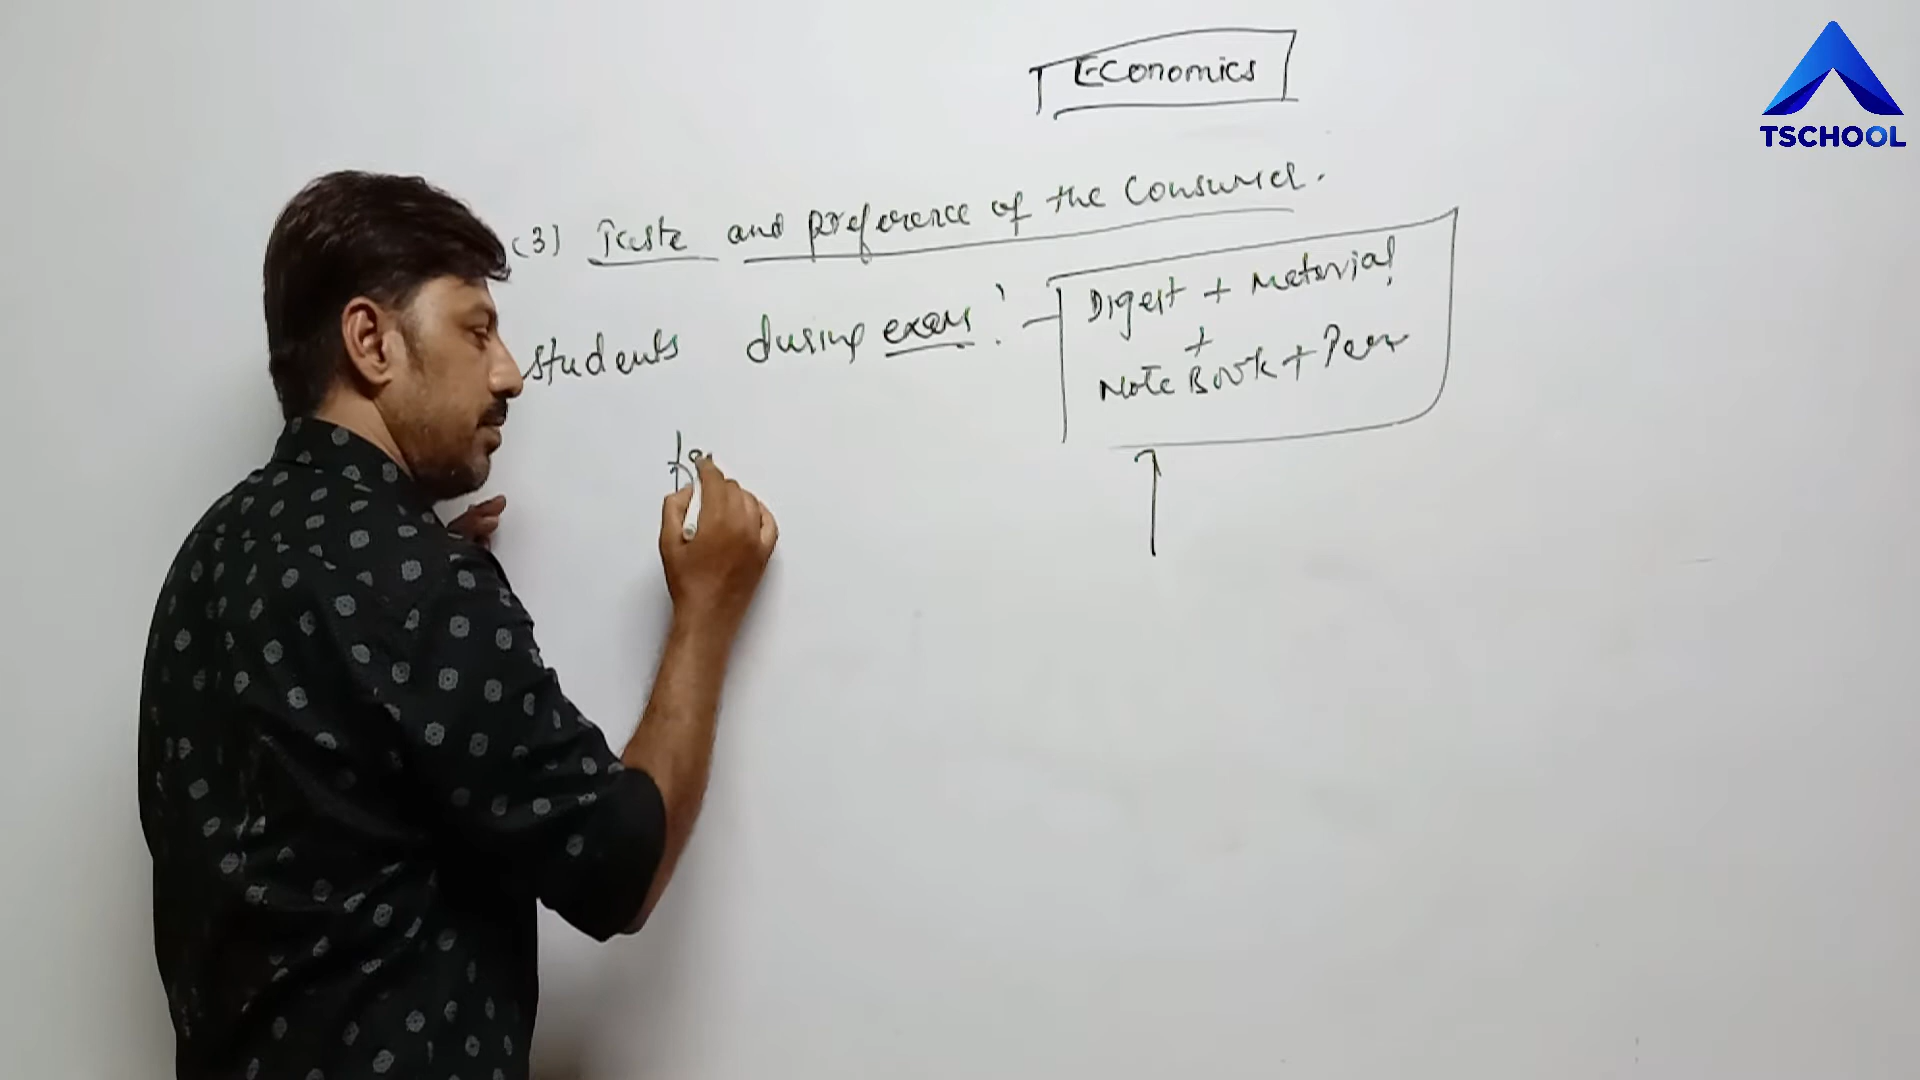 Economics
TSCHOOL
(3) Taste and preference of the Consumer.
students during exam :- Digest + Material
+
Note Book + Pen